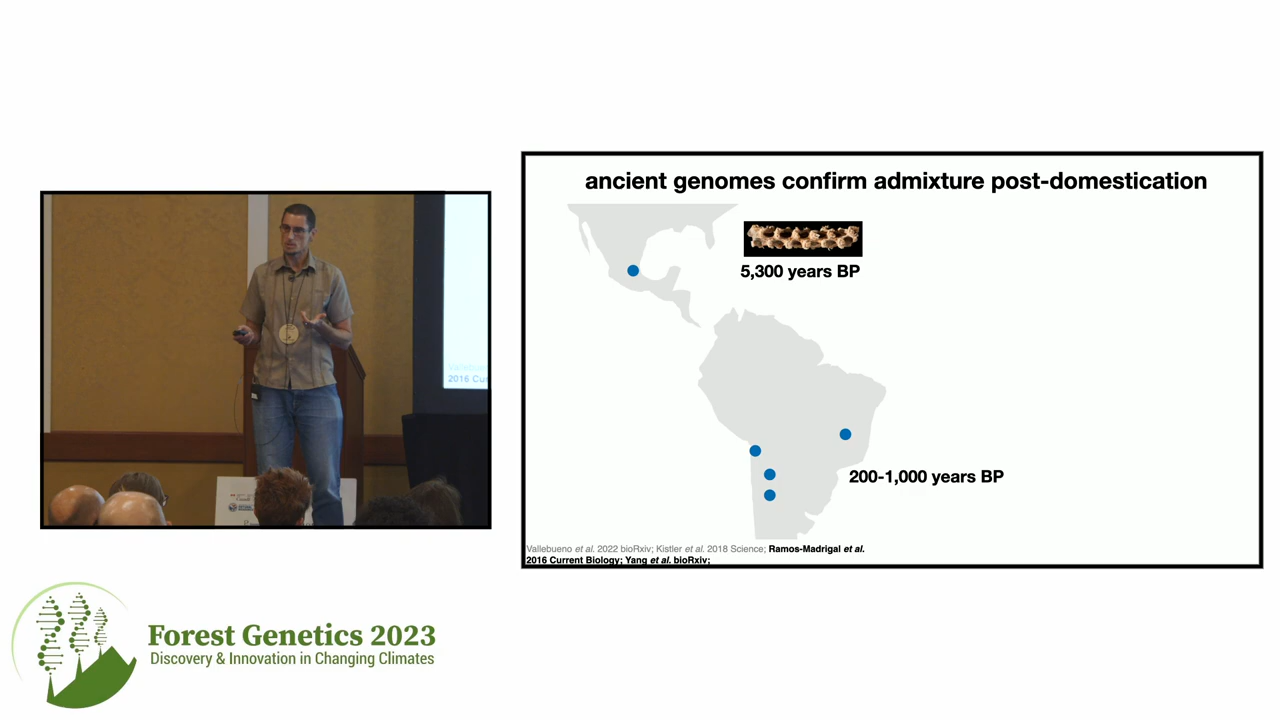 ancient genomes confirm admixture post-domestication
5,300 years BP
200-1,000 years BP
Vallebueno et al. 2022 bioRxiv; Kistler et al. 2018 Science; Ramos-Madrigal et al.
2016 Current Biology; Yang et al. bioRxiv;
2016 Cur
Forest Genetics 2023
Discovery & Innovation in Changing Climates